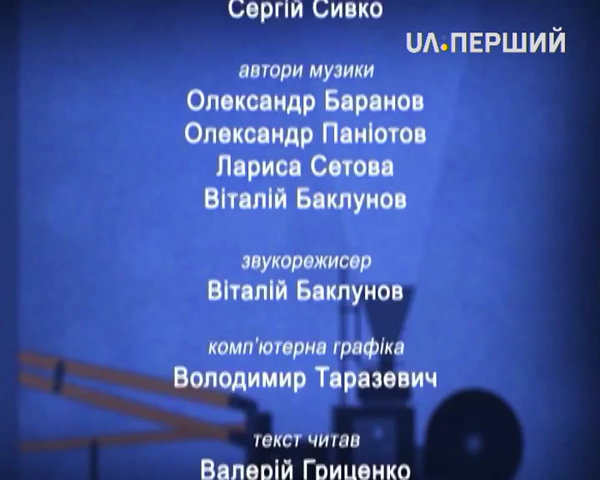 Сергій Сивко
UA:ПЕРШИЙ
автори музики
Олександр Баранов
Олександр Паніотов
Лариса Сетова
Віталій Баклунов
звукорежисер
Віталій Баклунов
комп'ютерна графіка
Володимир Таразевич
текст читав
Валерій Гриценко